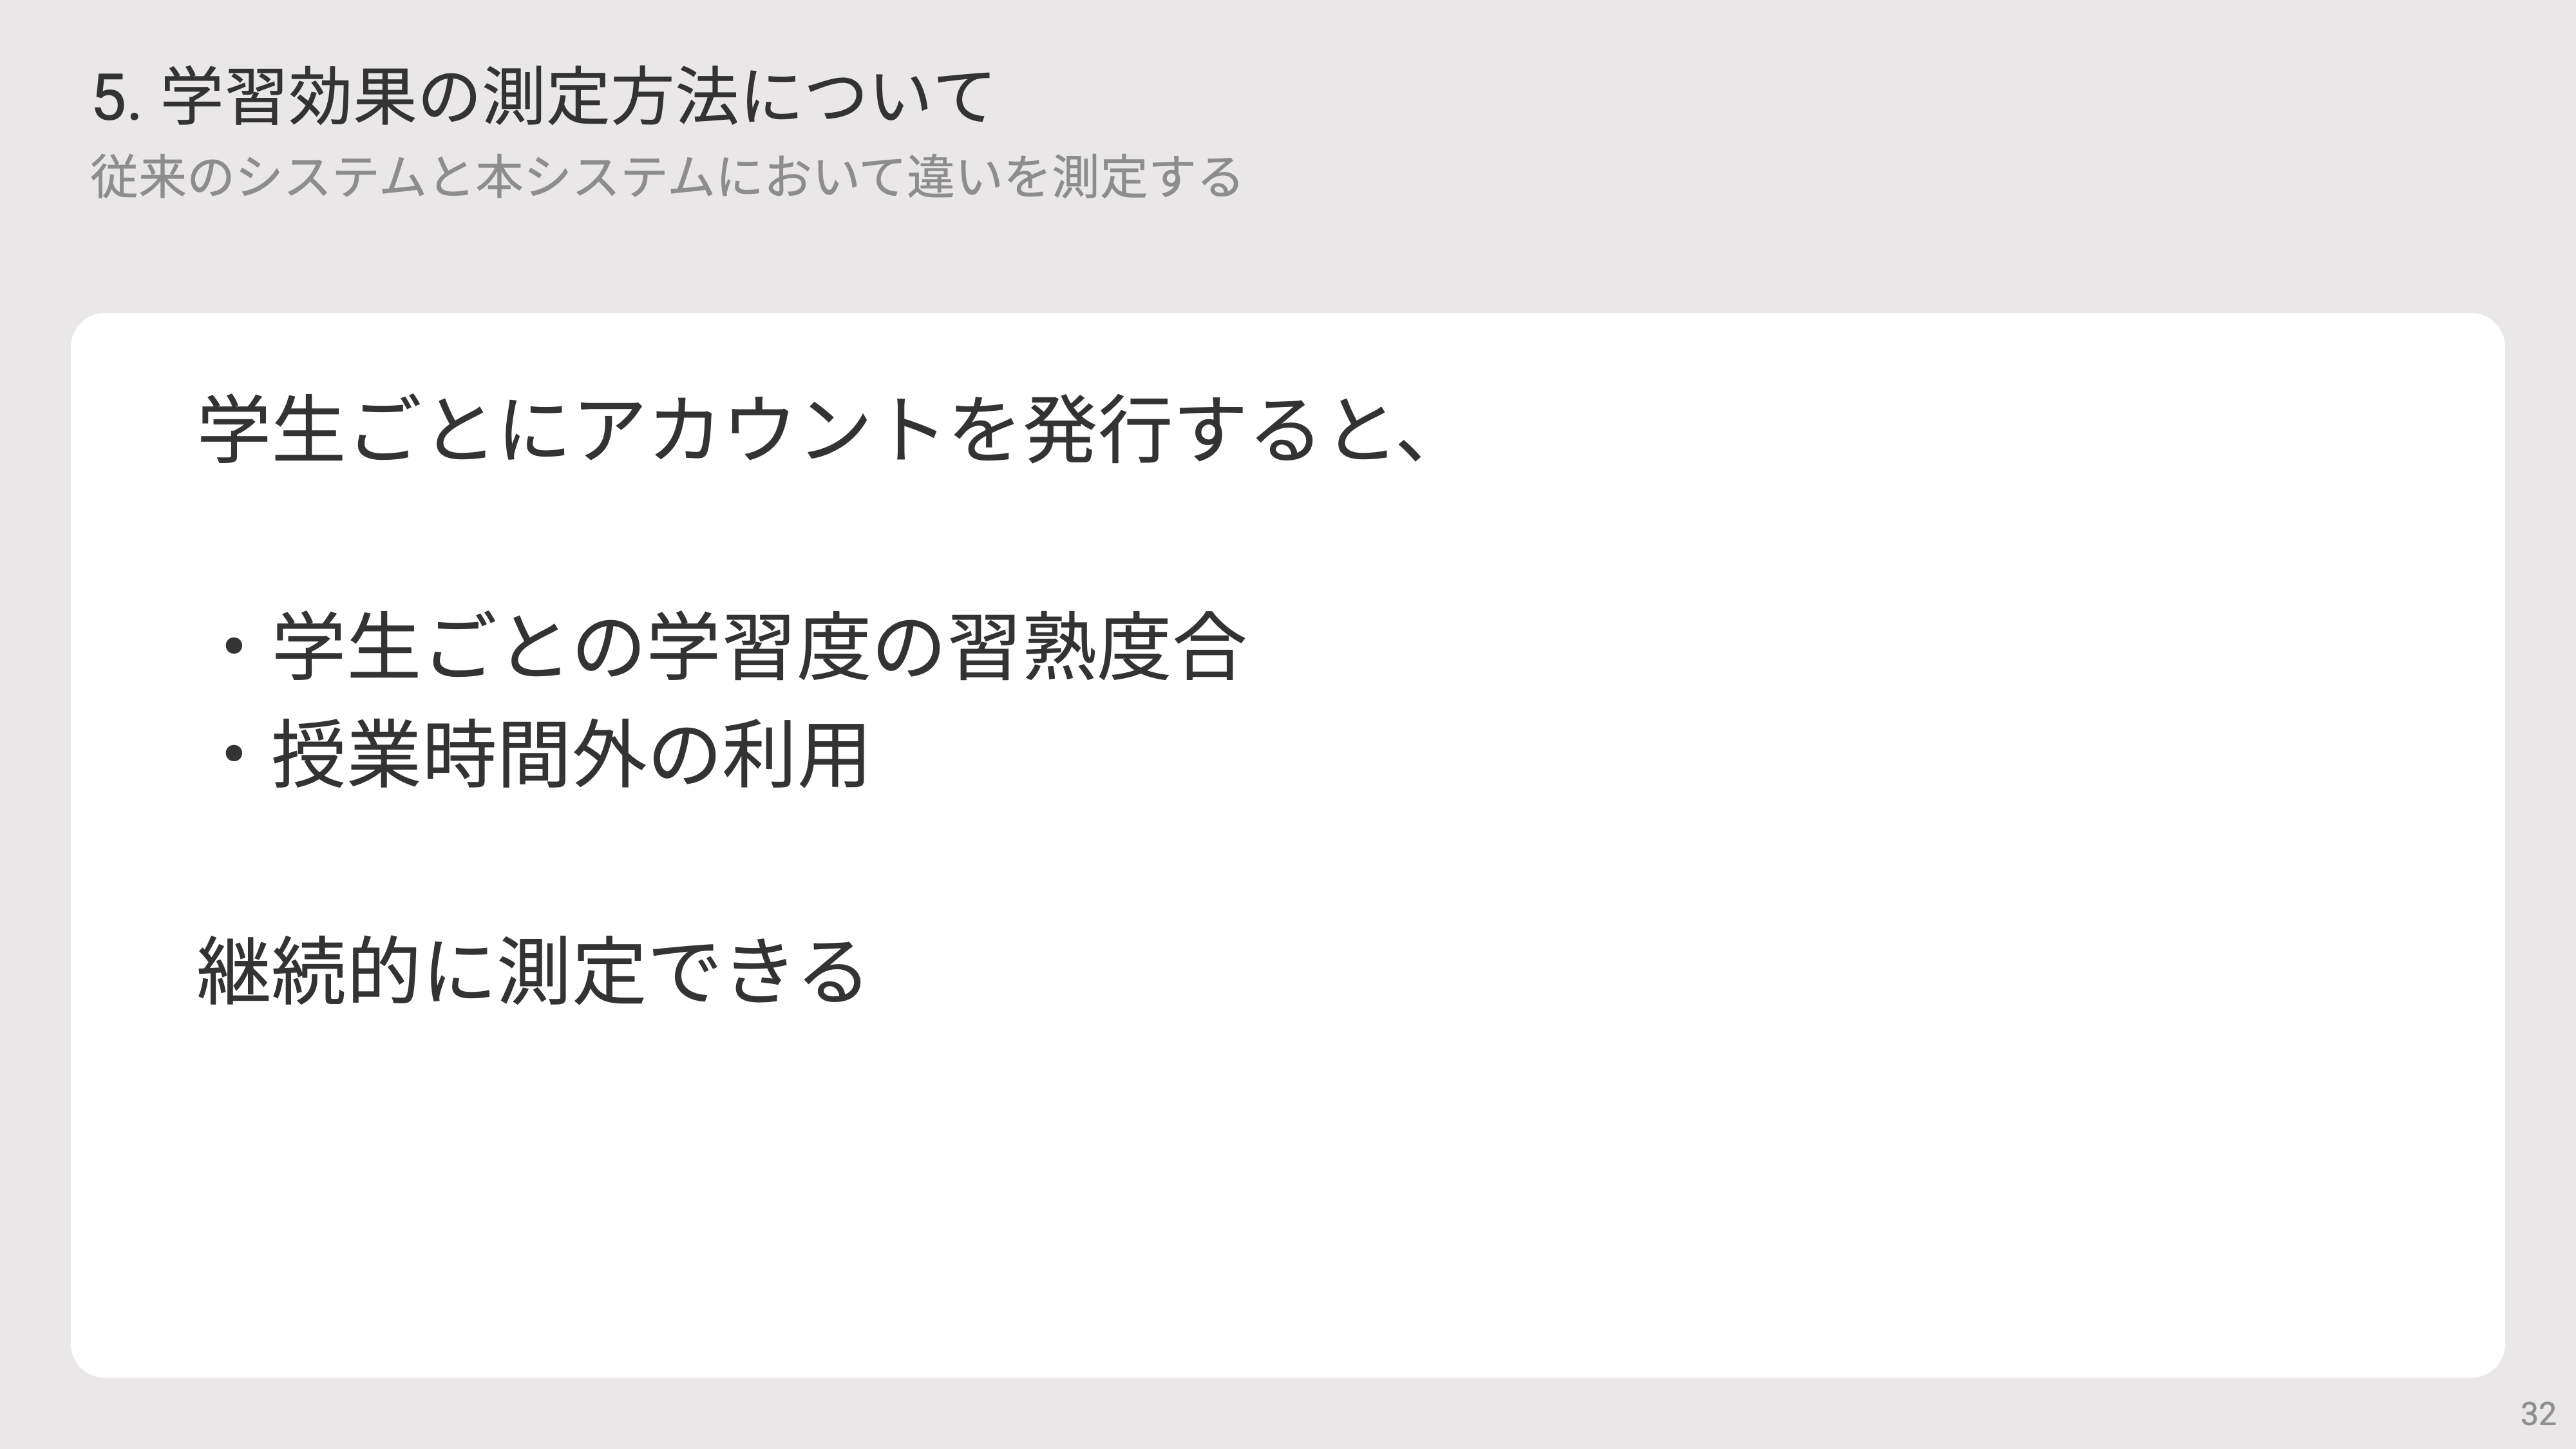 5. 学習効果の測定方法について
従来のシステムと本システムにおいて違いを測定する
学生ごとにアカウントを発行すると、
・学生ごとの学習度の習熟度合
・授業時間外の利用
継続的に測定できる
32